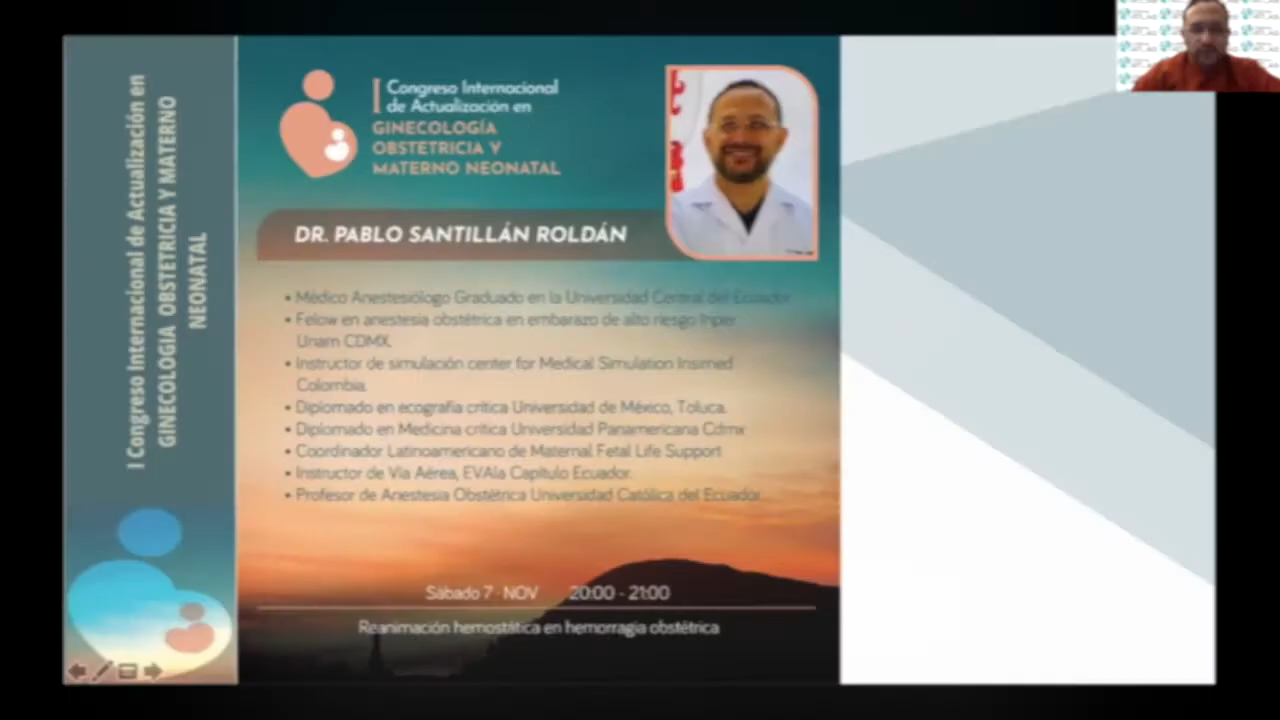 I Congreso Internacional de Actualización en
GINECOLOGIA OBSTETRICIA Y MATERNO
NEONATAL
I Congreso Internacional
de Actualización en
GINECOLOGÍA
OBSTETRICIA Y
MATERNO NEONATAL
DR. PABLO SANTILLÁN ROLDÁN
• Médico Anestesiólogo Graduado en la Universidad Central del Ecuador
• Felow en anestesia obstétrica en embarazo de alto riesgo Inper
Unam CDMX.
• Instructor de simulación center for Medical Simulation Insimed
Colombia.
• Diplomado en ecografía crítica Universidad de México, Toluca.
• Diplomado en Medicina crítica Universidad Panamericana Cdmx
• Coordinador Latinoamericano de Maternal Fetal Life Support
• Instructor de Vía Aérea, EVAla Capítulo Ecuador.
• Profesor de Anestesia Obstétrica Universidad Católica del Ecuador
Sábado 7 · NOV 20:00 - 21:00
Reanimación hemostática en hemorragia obstétrica